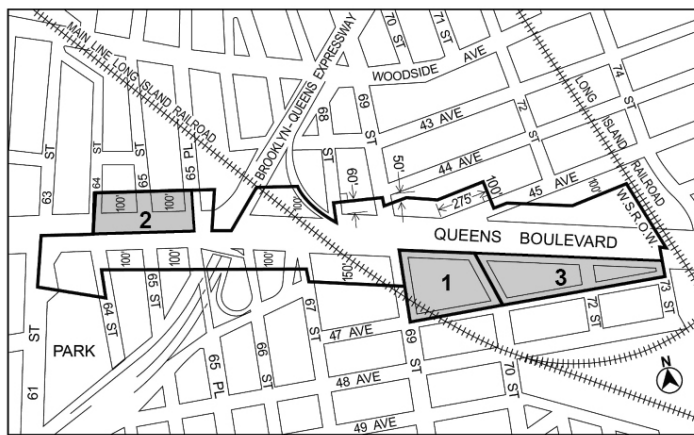 70 ST
71 ST
MAIN LINE LONG ISLAND RAILROAD
BROOKLYN-QUEENS EXPRESSWAY
WOODSIDE AVE
74 ST
LONG ISLAND RAILROAD
68 ST
69 ST
43 AVE
72 ST
63 ST
64 ST
65 ST
65 PL
44 AVE
60'
50'
100'
45 AVE
100'
275'
W.S.R.O.W.
100'
100'
100'
2
QUEENS BOULEVARD
100'
100'
150'
1
3
64 ST
65 ST
67 ST
72 ST
73 ST
47 AVE
69 ST
PARK
66 ST
70 ST
N
61 ST
65 PL
48 AVE
49 AVE